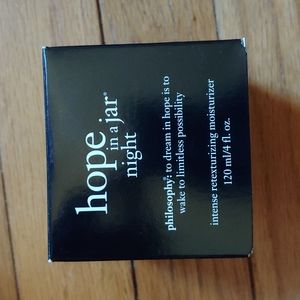 hope
in a jar®
night
philosophy: to dream in hope is to
wake to limitless possibility
intense retexturizing moisturizer
120 ml/4 fl. oz.